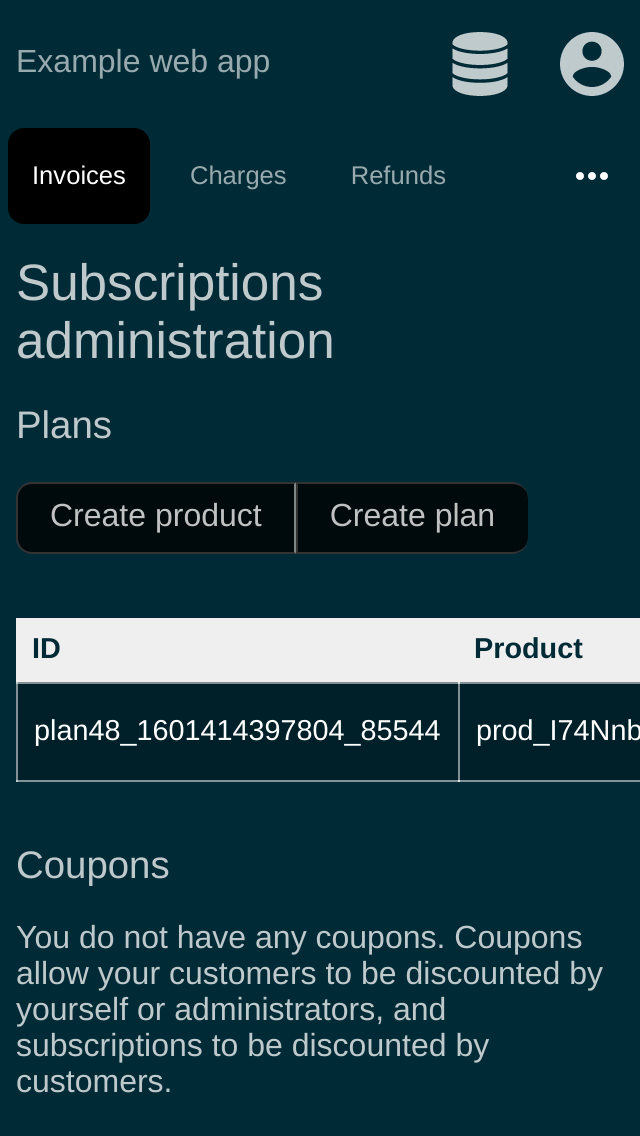 Example web app
Invoices Charges Refunds
Subscriptions
administration
Plans
Create product Create plan
ID Product
plan48_1601414397804_85544 prod_I74Nnb
Coupons
You do not have any coupons. Coupons
allow your customers to be discounted by
yourself or administrators, and
subscriptions to be discounted by
customers.